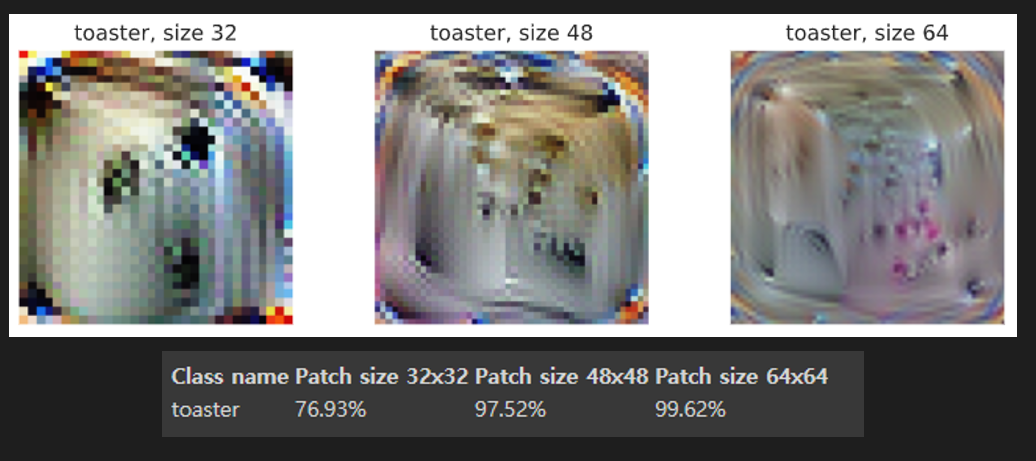 toaster, size 32 toaster, size 48 toaster, size 64
Class name Patch size 32x32 Patch size 48x48 Patch size 64x64
toaster 76.93% 97.52% 99.62%